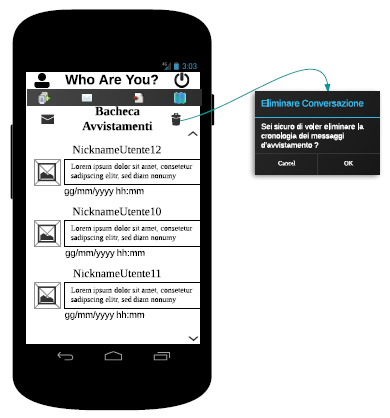 3:03
Who Are You?
Bacheca
Avvistamenti
NicknameUtente12
Lorem ipsum dolor sit amet, consetetur
sadipscing elitr, sed diam nonumy
gg/mm/yyyy hh:mm
NicknameUtente10
Lorem ipsum dolor sit amet, consetetur
sadipscing elitr, sed diam nonumy
gg/mm/yyyy hh:mm
NicknameUtente11
Lorem ipsum dolor sit amet, consetetur
sadipscing elitr, sed diam nonumy
gg/mm/yyyy hh:mm
Eliminare Conversazione
Sei sicuro di voler eliminare la
cronologia dei messaggi
d'avvistamento ?
Cancel
OK